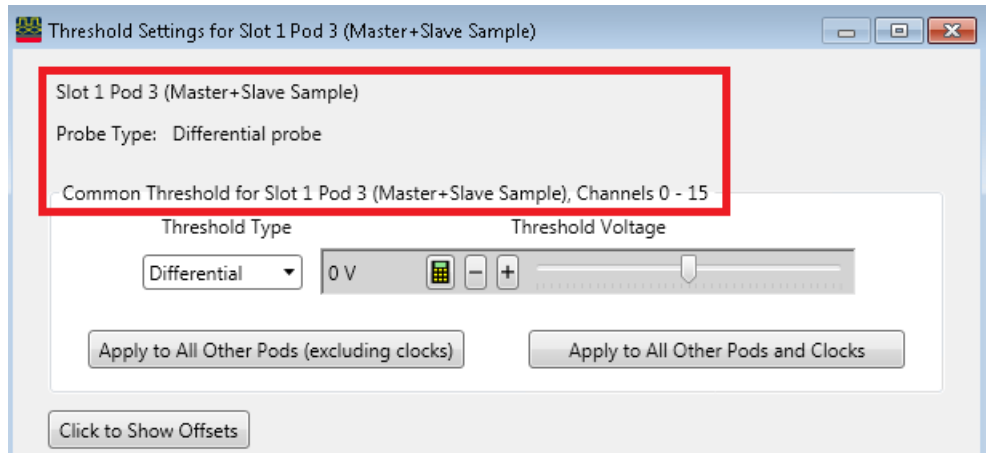 Threshold Settings for Slot 1 Pod 3 (Master+Slave Sample)
Slot 1 Pod 3 (Master+Slave Sample)
Probe Type: Differential probe
Common Threshold for Slot 1 Pod 3 (Master+Slave Sample), Channels 0 - 15
Threshold Type Threshold Voltage
Differential 0 V
Apply to All Other Pods (excluding clocks) Apply to All Other Pods and Clocks
Click to Show Offsets